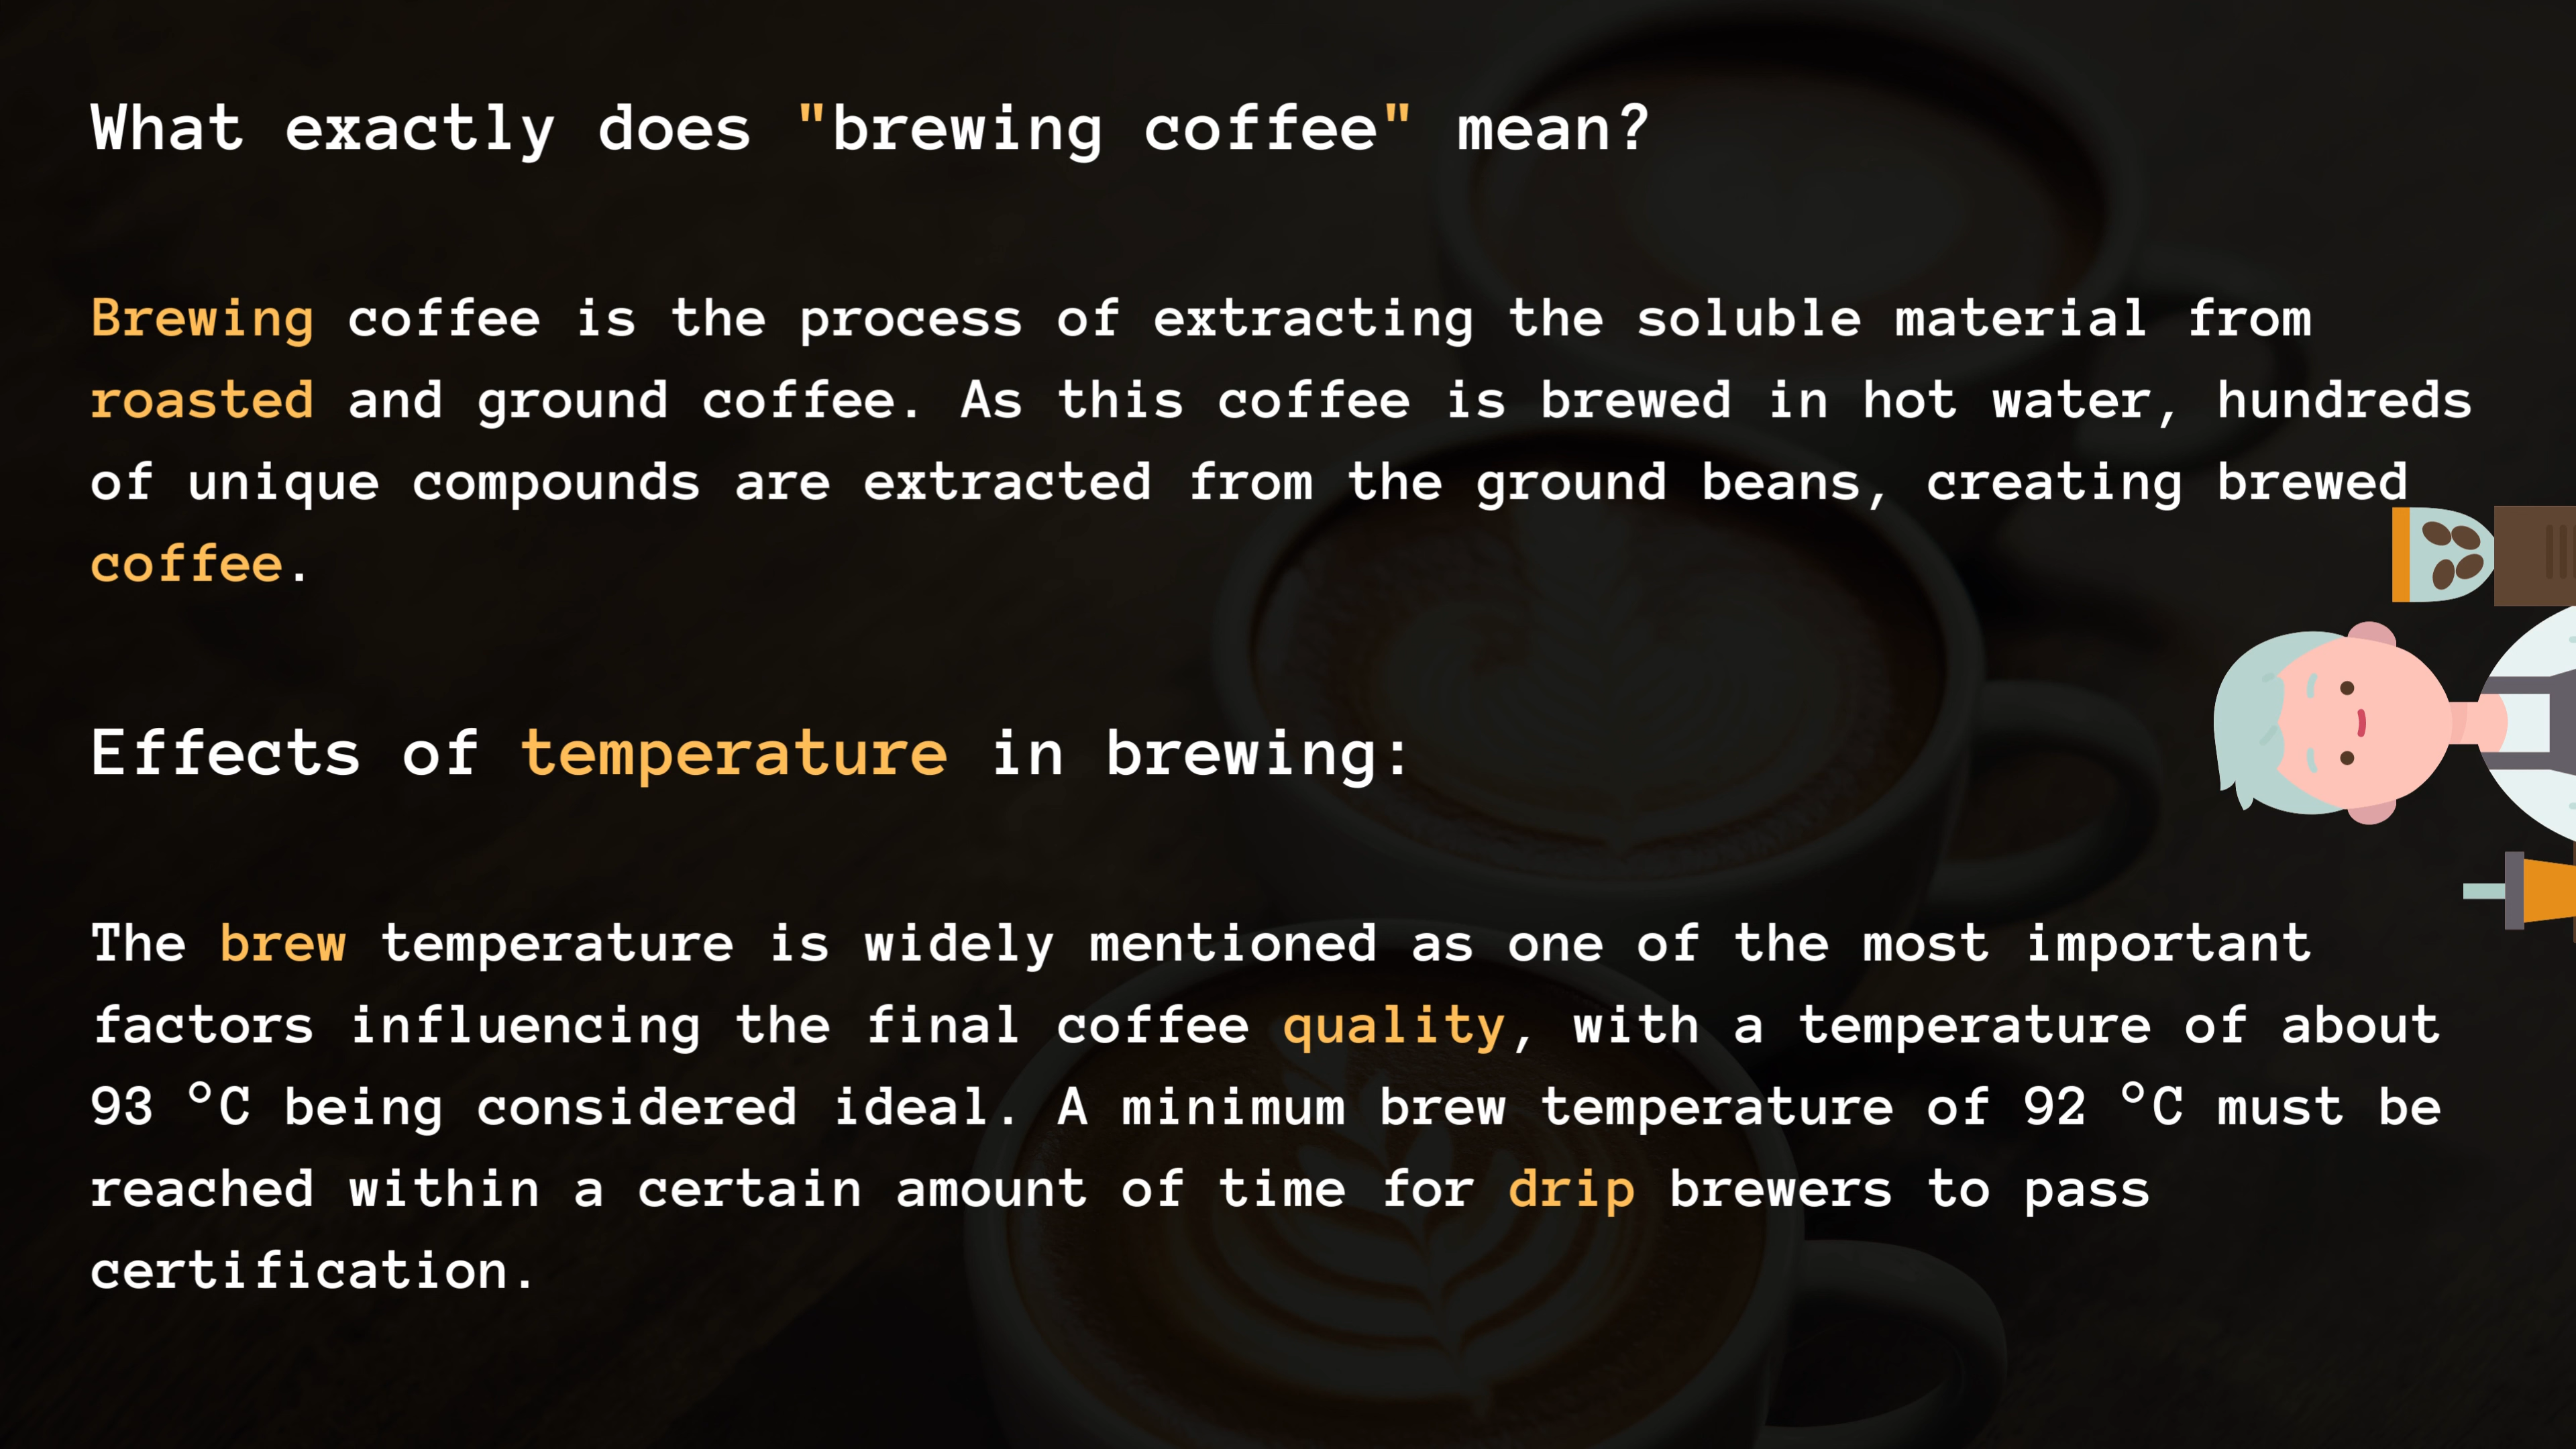 What exactly does "brewing coffee" mean?
Brewing coffee is the process of extracting the soluble material from
roasted and ground coffee. As this coffee is brewed in hot water, hundreds
of unique compounds are extracted from the ground beans, creating brewed
coffee.
Effects of temperature in brewing:
The brew temperature is widely mentioned as one of the most important
factors influencing the final coffee quality, with a temperature of about
93 °C being considered ideal. A minimum brew temperature of 92 °C must be
reached within a certain amount of time for drip brewers to pass
certification.